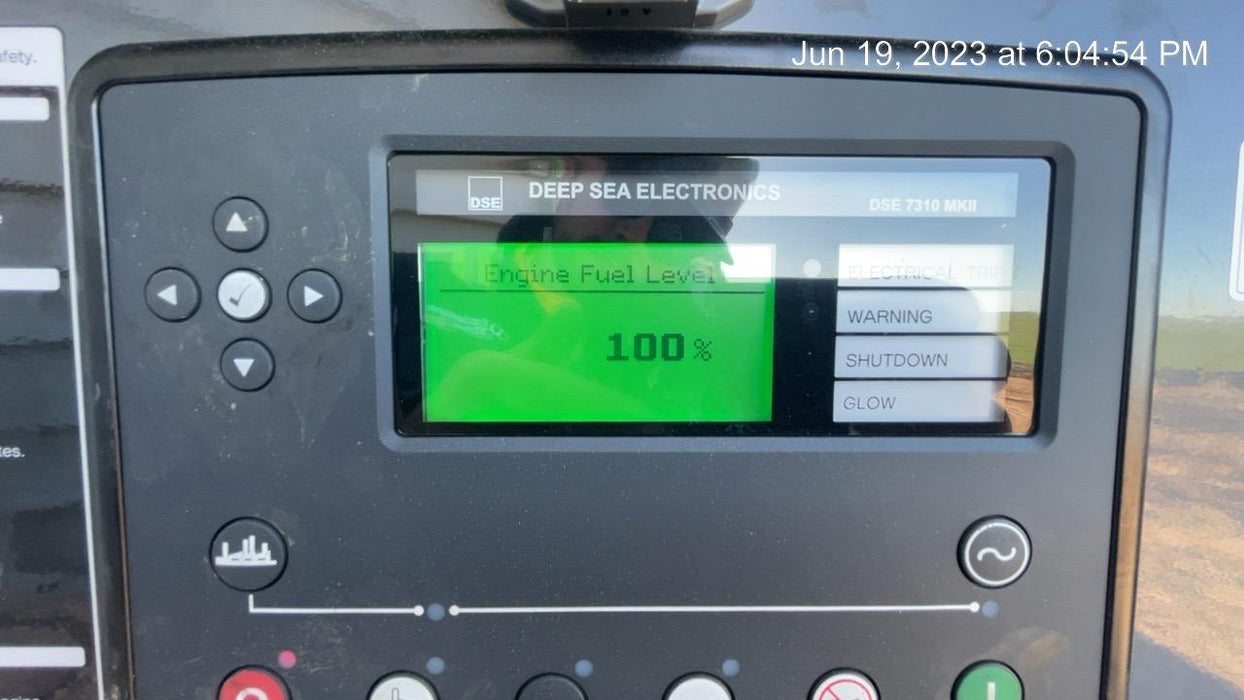 Jun 19, 2023 at 6:04:54 PM
afety.
DSE
DEEP SEA ELECTRONICS
DSE 7310 MKII
Engine Fuel Level
100%
ELECTRICAL TRIP
WARNING
SHUTDOWN
GLOW